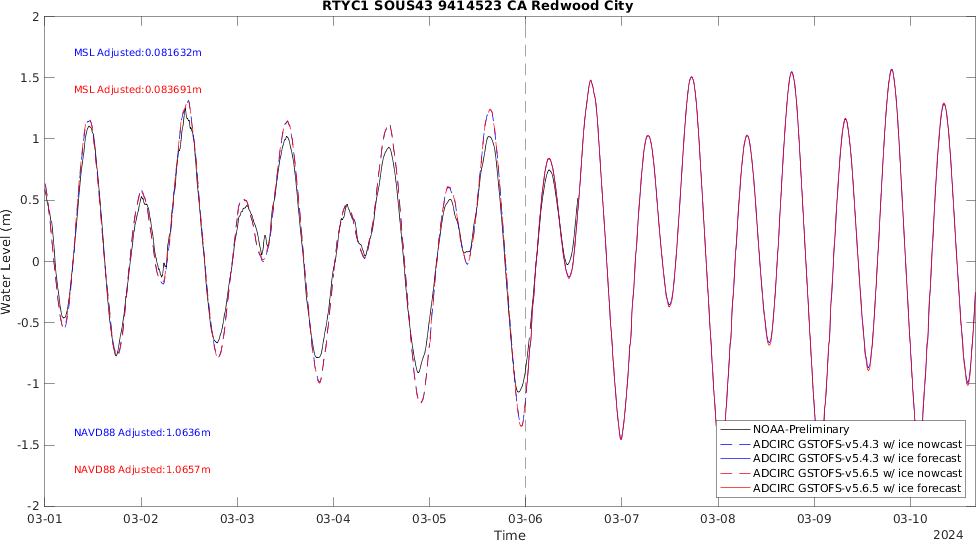 RTYC1 SOUS43 9414523 CA Redwood City
2
1.5
1
0.5
0
-0.5
-1
-1.5
-2
Water Level (m)
MSL Adjusted:0.081632m
MSL Adjusted:0.083691m
NAVD88 Adjusted:1.0636m
NAVD88 Adjusted:1.0657m
NOAA-Preliminary
ADCIRC GSTOFS-v5.4.3 w/ ice nowcast
ADCIRC GSTOFS-v5.4.3 w/ ice forecast
ADCIRC GSTOFS-v5.6.5 w/ ice nowcast
ADCIRC GSTOFS-v5.6.5 w/ ice forecast
03-01 03-02 03-03 03-04 03-05 03-06 03-07 03-08 03-09 03-10
Time
2024